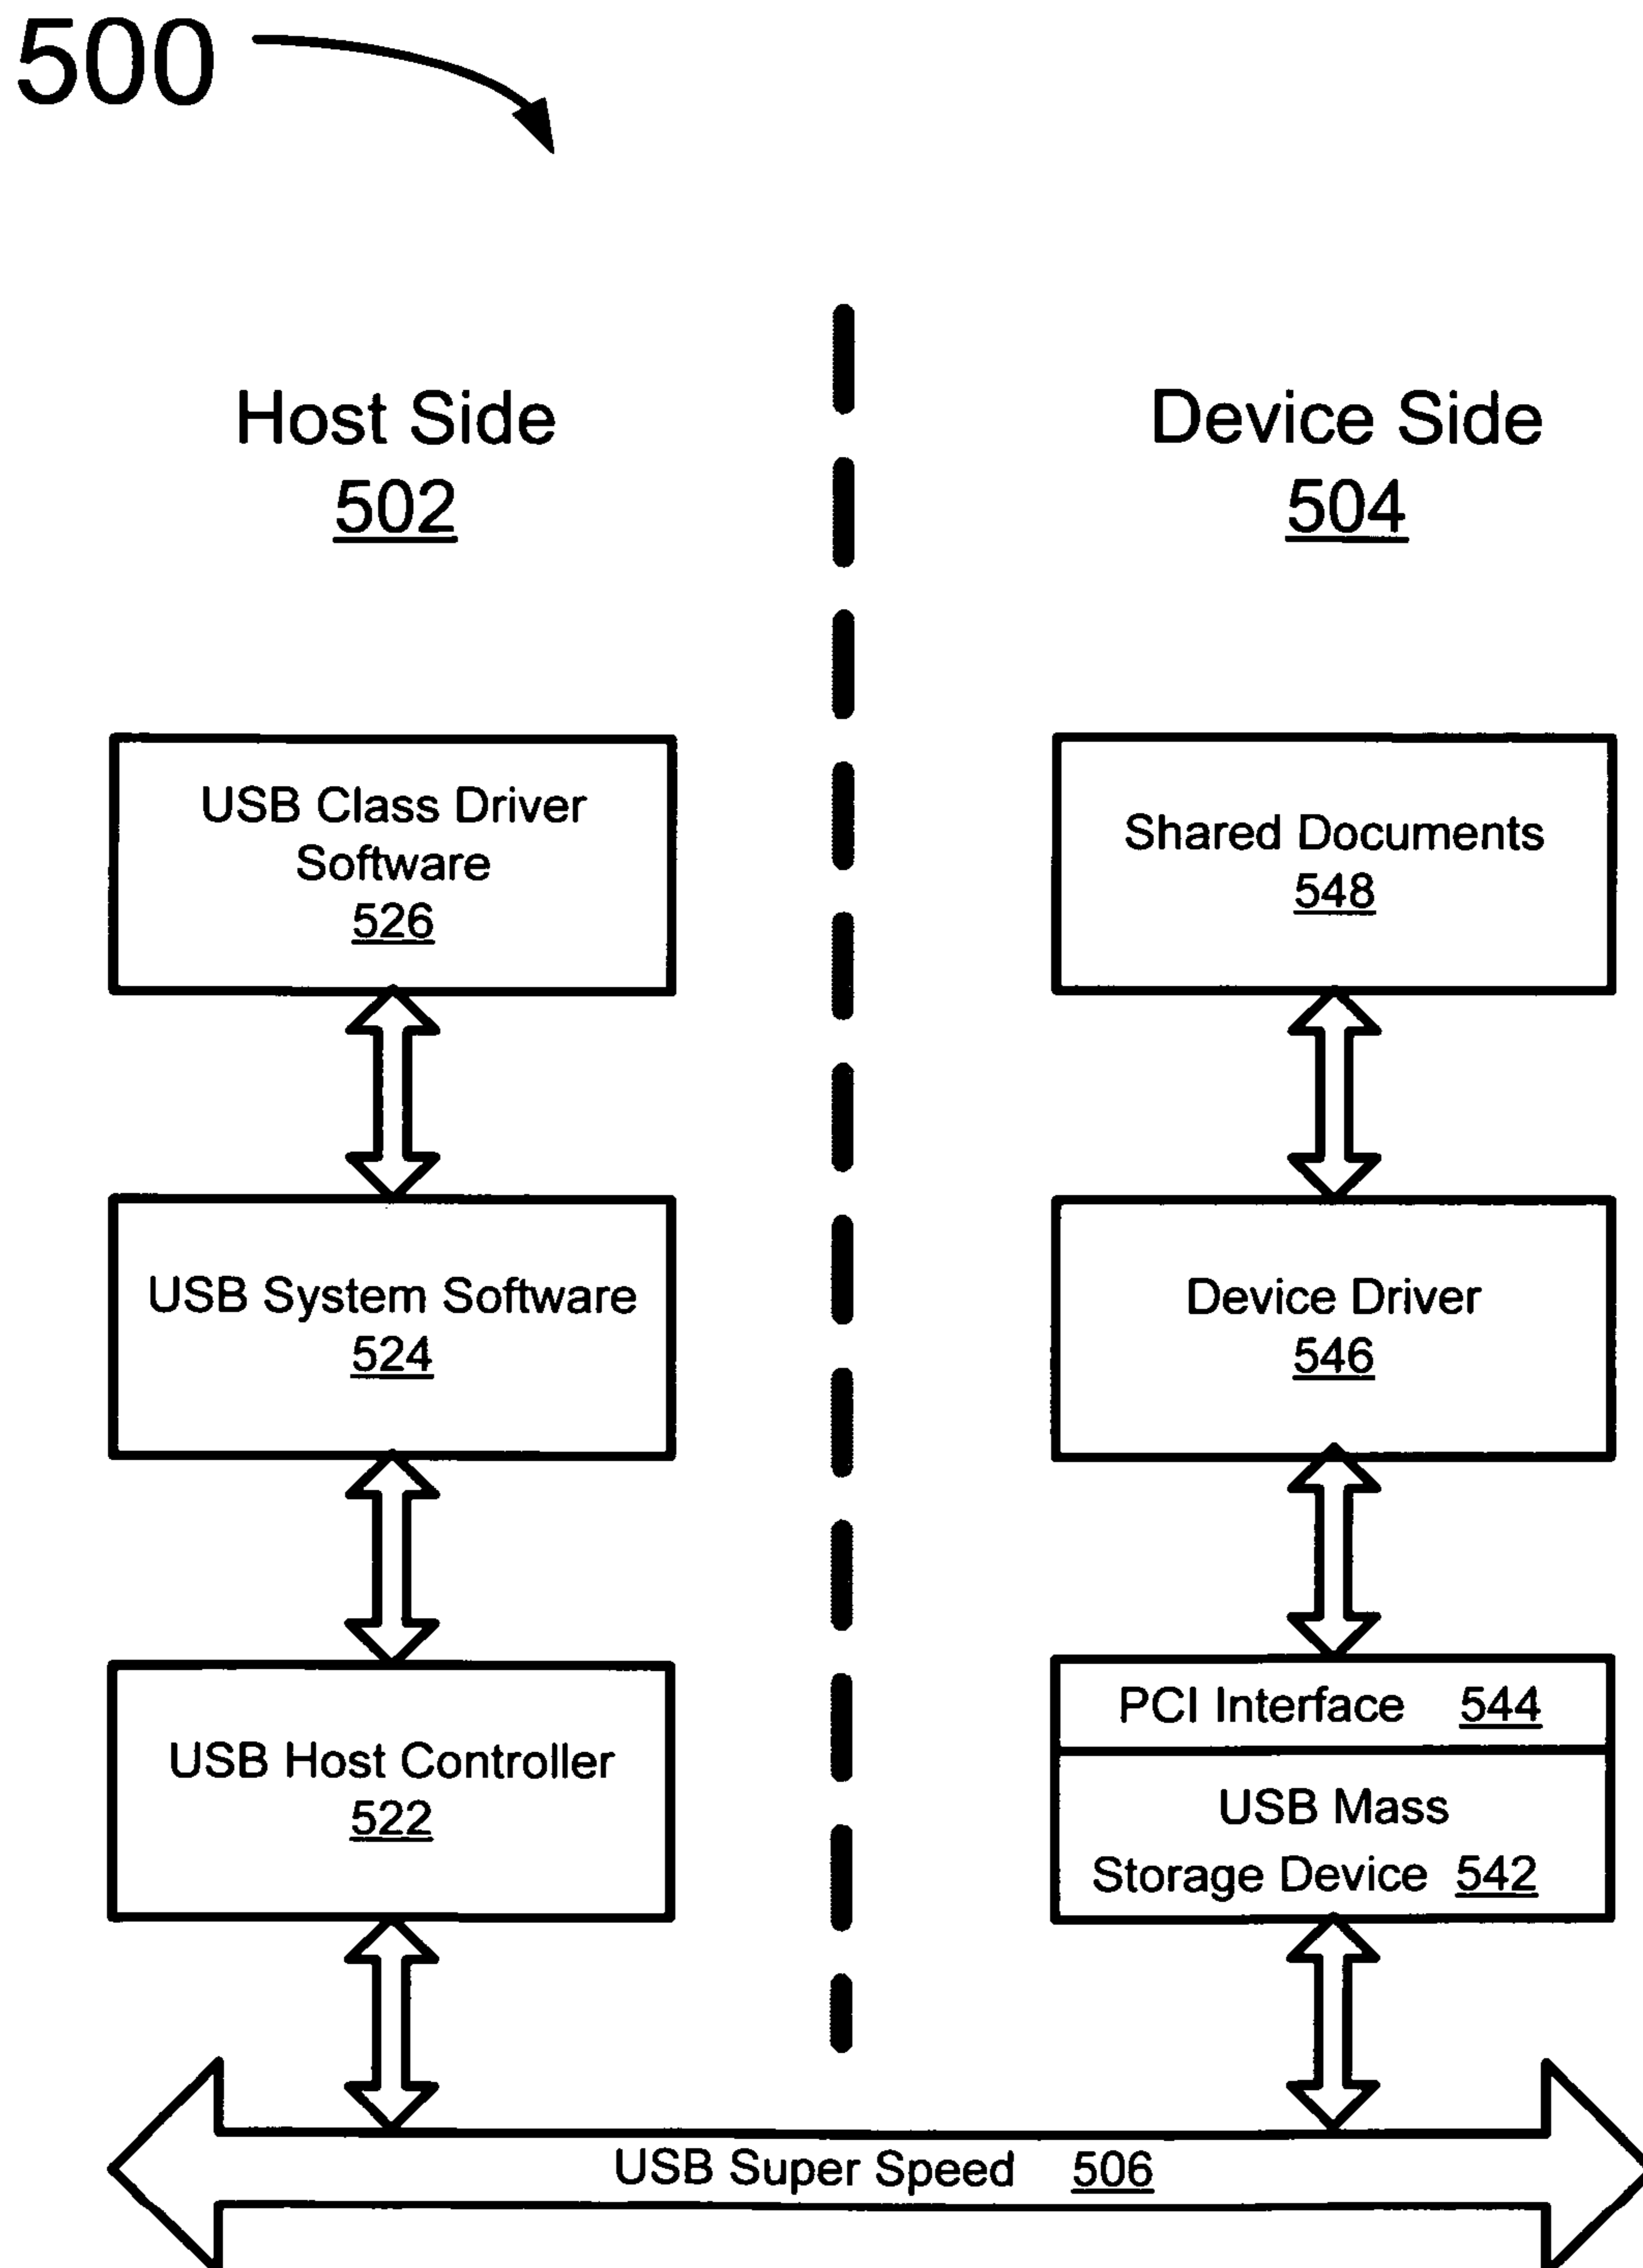 500
Host Side
502
Device Side
504
USB Class Driver
Software
526
Shared Documents
548
USB System Software
524
Device Driver
546
USB Host Controller
522
PCI Interface 544
USB Mass
Storage Device 542
USB Super Speed 506